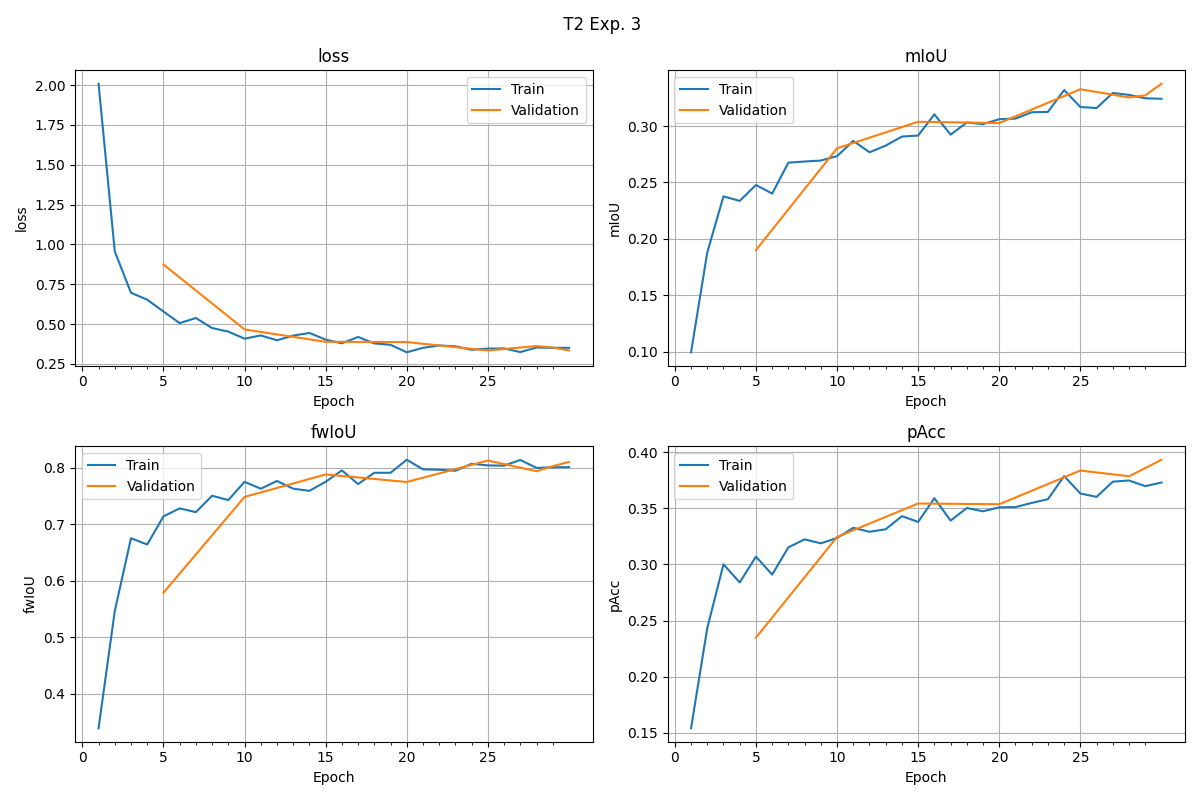 T2 Exp. 3
loss
Train
Validation
2.00
1.75
1.50
1.25
1.00
0.75
0.50
0.25
loss
0 5 10 15 20 25
Epoch
mIoU
Train
Validation
0.30
0.25
0.20
0.15
0.10
mIoU
0 5 10 15 20 25
Epoch
fwIoU
Train
Validation
0.8
0.7
0.6
0.5
0.4
fwIoU
0 5 10 15 20 25
Epoch
pAcc
Train
Validation
0.40
0.35
0.30
0.25
0.20
0.15
pAcc
0 5 10 15 20 25
Epoch